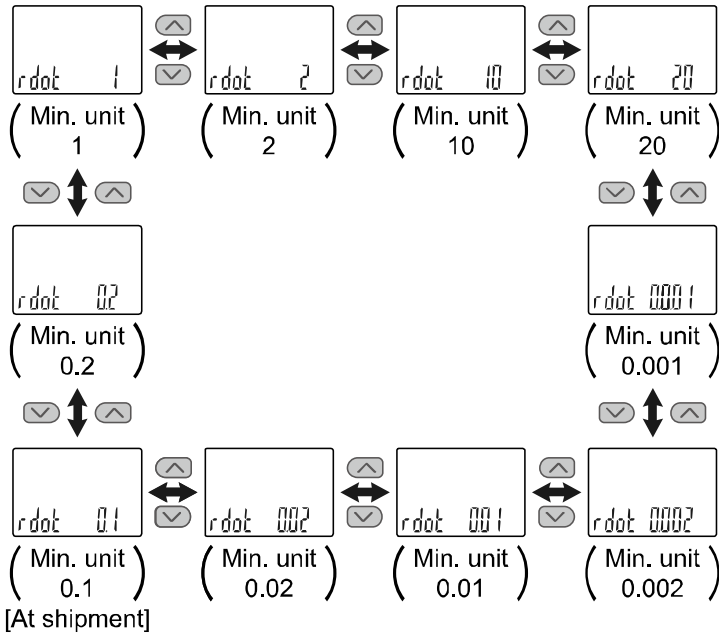 rdot 1
rdot 2
rdot 10
rdot 20
( Min. unit 1 )
( Min. unit 2 )
( Min. unit 10 )
( Min. unit 20 )
rdot 0.2
rdot 0.001
( Min. unit 0.2 )
( Min. unit 0.001 )
rdot 0.1
rdot 0.02
rdot 0.01
rdot 0.002
( Min. unit 0.1 )
( Min. unit 0.02 )
( Min. unit 0.01 )
( Min. unit 0.002 )
[At shipment]